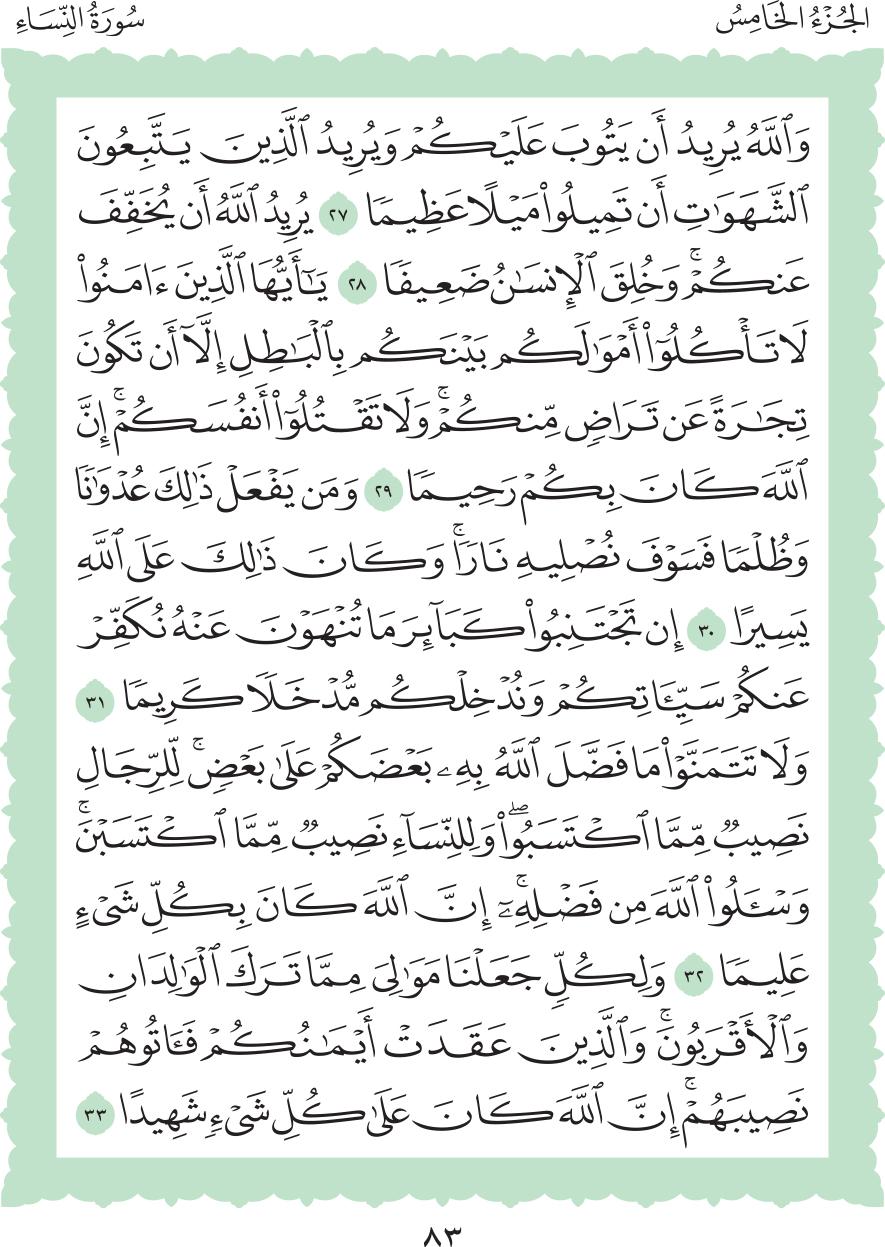 الجُزْءُ الخَامِسُ
سُورَةُ النِّسَاءِ
وَٱللَّهُ يُرِيدُ أَن يَتُوبَ عَلَيۡكُمۡ وَيُرِيدُ ٱلَّذِينَ يَتَّبِعُونَ
ٱلشَّهَوَٰتِ أَن تَمِيلُواْ مَيۡلًا عَظِيمٗا ٢٧ يُرِيدُ ٱللَّهُ أَن يُخَفِّفَ
عَنكُمۡۚ وَخُلِقَ ٱلۡإِنسَٰنُ ضَعِيفٗا ٢٨ يَٰٓأَيُّهَا ٱلَّذِينَ ءَامَنُواْ
لَا تَأۡكُلُوٓاْ أَمۡوَٰلَكُم بَيۡنَكُم بِٱلۡبَٰطِلِ إِلَّآ أَن تَكُونَ
تِجَٰرَةً عَن تَرَاضٖ مِّنكُمۡۚ وَلَا تَقۡتُلُوٓاْ أَنفُسَكُمۡۚ إِنَّ
ٱللَّهَ كَانَ بِكُمۡ رَحِيمٗا ٢٩ وَمَن يَفۡعَلۡ ذَٰلِكَ عُدۡوَٰنٗا
وَظُلۡمٗا فَسَوۡفَ نُصۡلِيهِ نَارٗاۚ وَكَانَ ذَٰلِكَ عَلَى ٱللَّهِ
يَسِيرًا ٣٠ إِن تَجۡتَنِبُواْ كَبَآئِرَ مَا تُنۡهَوۡنَ عَنۡهُ نُكَفِّرۡ
عَنكُمۡ سَيِّـَٔاتِكُمۡ وَنُدۡخِلۡكُم مُّدۡخَلٗا كَرِيمٗا ٣١
وَلَا تَتَمَنَّوۡاْ مَا فَضَّلَ ٱللَّهُ بِهِۦ بَعۡضَكُمۡ عَلَىٰ بَعۡضٖۚ لِّلرِّجَالِ
نَصِيبٞ مِّمَّا ٱكۡتَسَبُواْۖ وَلِلنِّسَآءِ نَصِيبٞ مِّمَّا ٱكۡتَسَبۡنَۚ
وَسۡـَٔلُواْ ٱللَّهَ مِن فَضۡلِهِۦٓۚ إِنَّ ٱللَّهَ كَانَ بِكُلِّ شَيۡءٍ
عَلِيمٗا ٣٢ وَلِكُلّٖ جَعَلۡنَا مَوَٰلِيَ مِمَّا تَرَكَ ٱلۡوَٰلِدَانِ
وَٱلۡأَقۡرَبُونَۚ وَٱلَّذِينَ عَقَدَتۡ أَيۡمَٰنُكُمۡ فَـَٔاتُوهُمۡ
نَصِيبَهُمۡۚ إِنَّ ٱللَّهَ كَانَ عَلَىٰ كُلِّ شَيۡءٖ شَهِيدًا ٣٣
٨٣